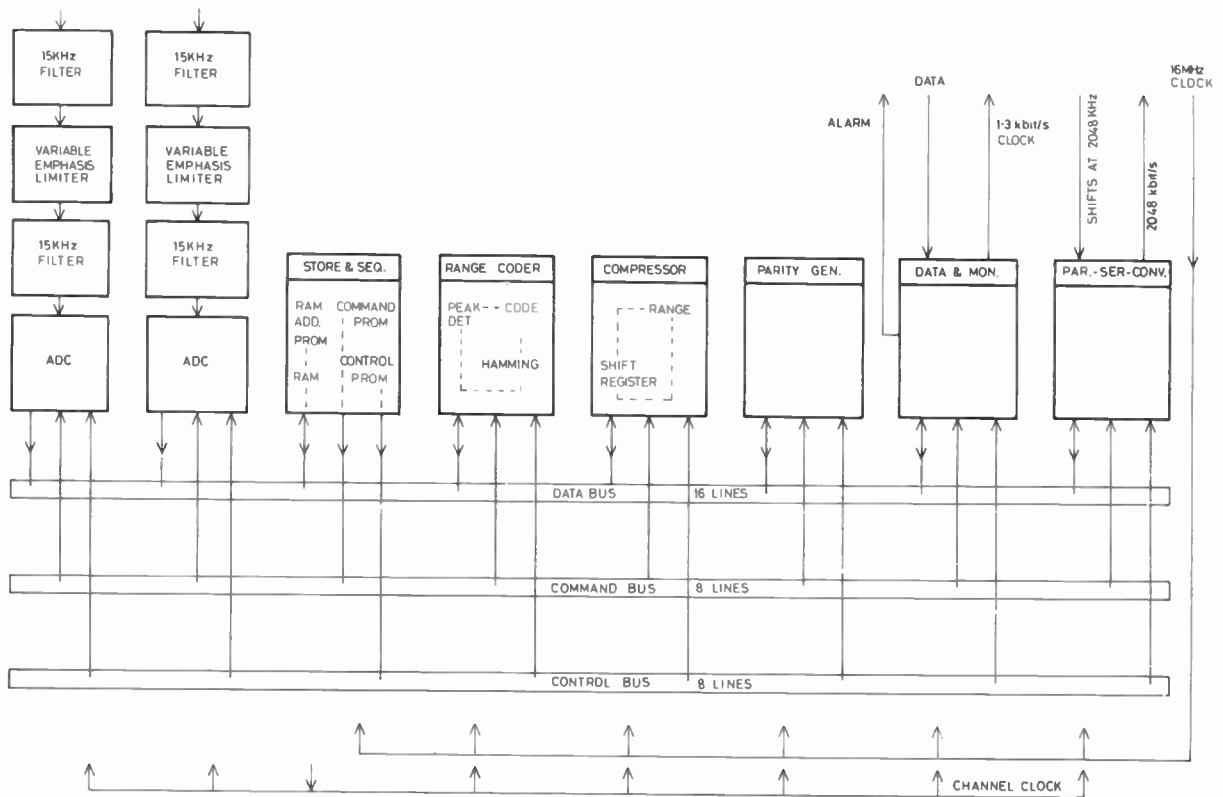 15KHz
FILTER
VARIABLE
EMPHASIS
LIMITER
15KHz
FILTER
ADC
15KHz
FILTER
VARIABLE
EMPHASIS
LIMITER
15KHz
FILTER
ADC
STORE & SEQ.
RAM
ADD.
PROM
RAM
COMMAND
PROM
CONTROL
PROM
RANGE CODER
PEAK
DET
CODE
HAMMING
COMPRESSOR
RANGE
SHIFT
REGISTER
PARITY GEN.
ALARM
DATA
1·3 kbit/s
CLOCK
DATA & MON.
SHIFTS AT 2048 KHz
2048 kbit/s
PAR.-SER-CONV.
16MHz
CLOCK
DATA BUS 16 LINES
COMMAND BUS 8 LINES
CONTROL BUS 8 LINES
CHANNEL CLOCK